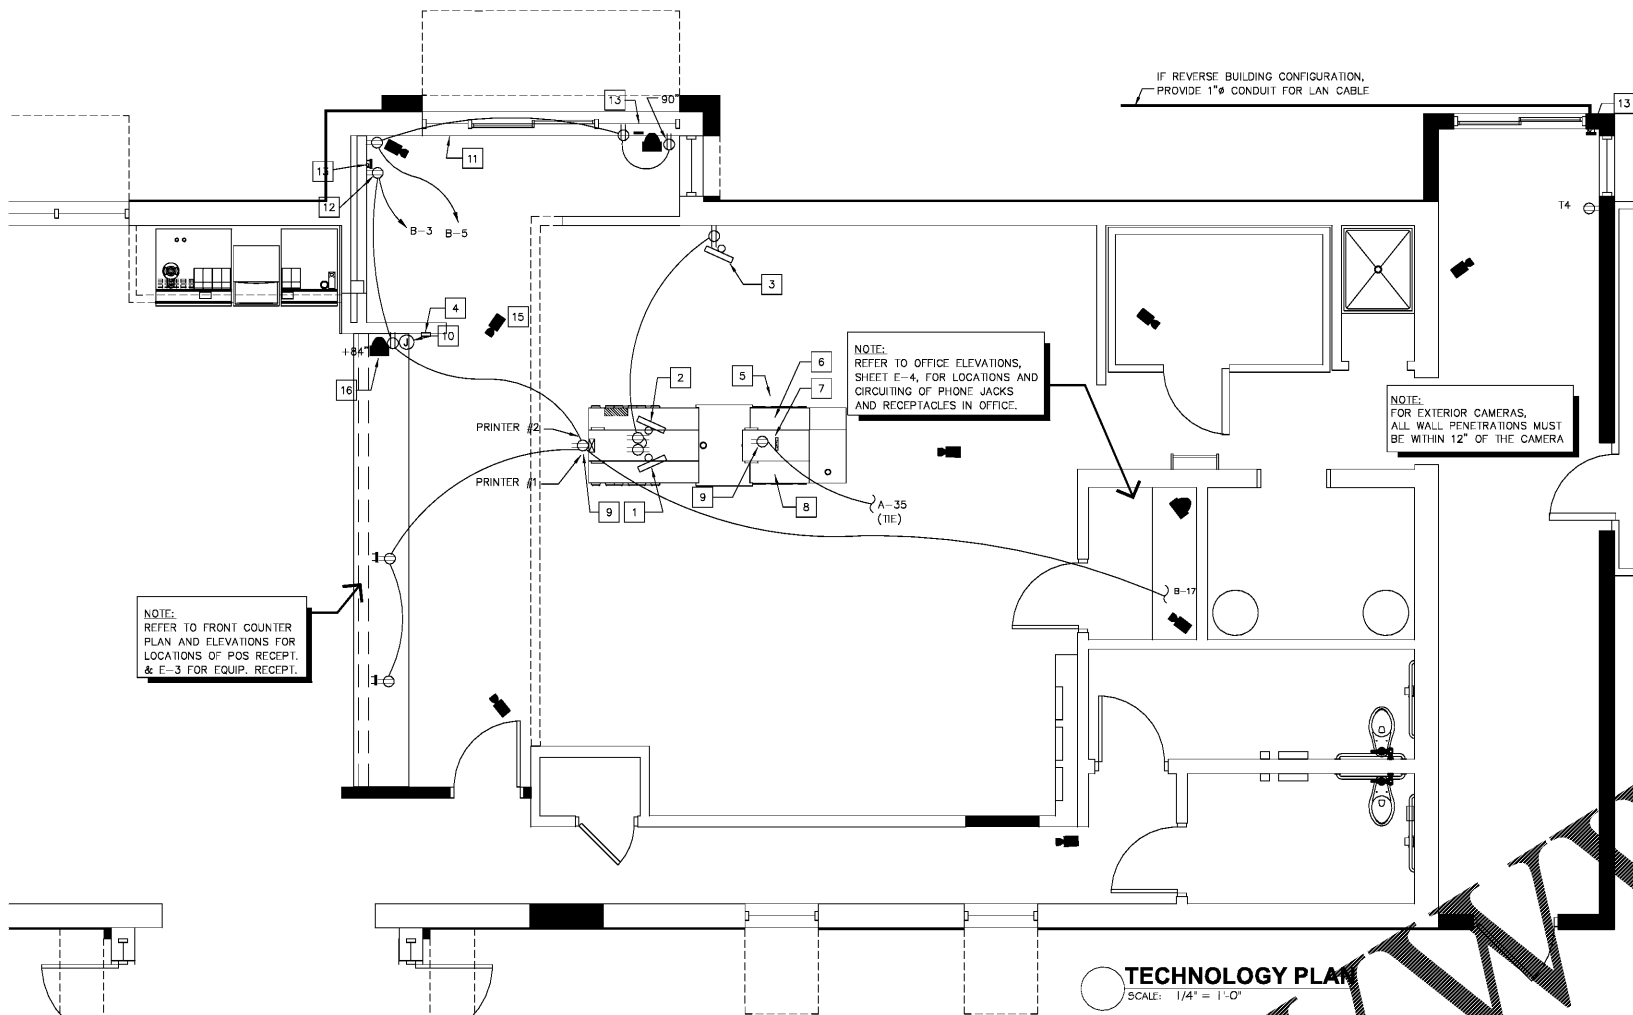 IF REVERSE BUILDING CONFIGURATION,
PROVIDE 1"ø CONDUIT FOR LAN CABLE
13
90"
13
11
13
12
B-3
B-5
T4
3
4
15
10
+84"
16
NOTE:
REFER TO OFFICE ELEVATIONS,
SHEET E-4, FOR LOCATIONS AND
CIRCUITING OF PHONE JACKS
AND RECEPTACLES IN OFFICE.
6
5
2
7
NOTE:
FOR EXTERIOR CAMERAS,
ALL WALL PENETRATIONS MUST
BE WITHIN 12" OF THE CAMERA
PRINTER #2
PRINTER #1
9
1
9
8
A-35
(TIE)
B-17
NOTE:
REFER TO FRONT COUNTER
PLAN AND ELEVATIONS FOR
LOCATIONS OF POS RECEPT.
& E-3 FOR EQUIP. RECEPT.
J
TECHNOLOGY PLAN
SCALE: 1/4" = 1'-0"